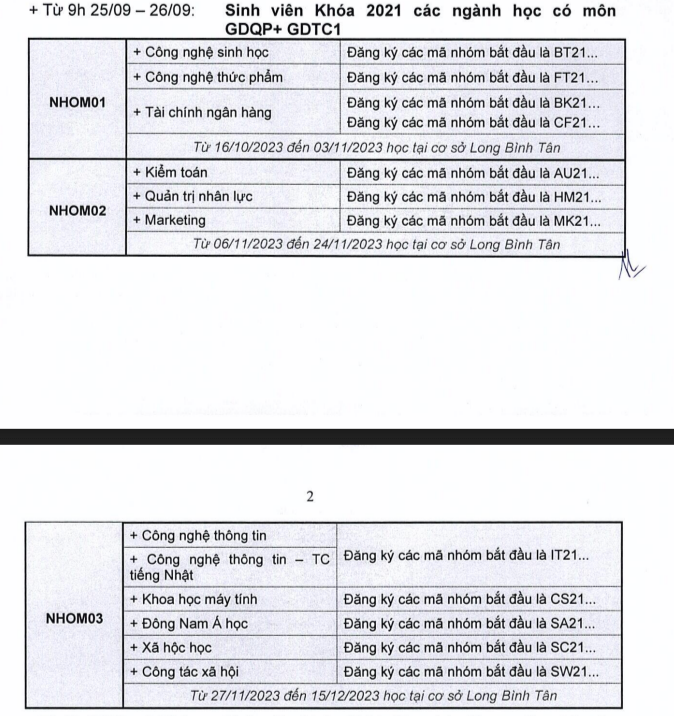 + Từ 9h 25/09 – 26/09: Sinh viên Khóa 2021 các ngành học có môn
GDQP+ GDTC1
NHOM01
+ Công nghệ sinh học Đăng ký các mã nhóm bắt đầu là BT21...
+ Công nghệ thực phẩm Đăng ký các mã nhóm bắt đầu là FT21...
+ Tài chính ngân hàng Đăng ký các mã nhóm bắt đầu là BK21...
Đăng ký các mã nhóm bắt đầu là CF21...
Từ 16/10/2023 đến 03/11/2023 học tại cơ sở Long Bình Tân
NHOM02
+ Kiểm toán Đăng ký các mã nhóm bắt đầu là AU21...
+ Quản trị nhân lực Đăng ký các mã nhóm bắt đầu là HM21...
+ Marketing Đăng ký các mã nhóm bắt đầu là MK21...
Từ 06/11/2023 đến 24/11/2023 học tại cơ sở Long Bình Tân
2
NHOM03
+ Công nghệ thông tin
+ Công nghệ thông tin – TC
tiếng Nhật
Đăng ký các mã nhóm bắt đầu là IT21...
+ Khoa học máy tính Đăng ký các mã nhóm bắt đầu là CS21...
+ Đông Nam Á học Đăng ký các mã nhóm bắt đầu là SA21...
+ Xã hộc học Đăng ký các mã nhóm bắt đầu là SC21...
+ Công tác xã hội Đăng ký các mã nhóm bắt đầu là SW21...
Từ 27/11/2023 đến 15/12/2023 học tại cơ sở Long Bình Tân